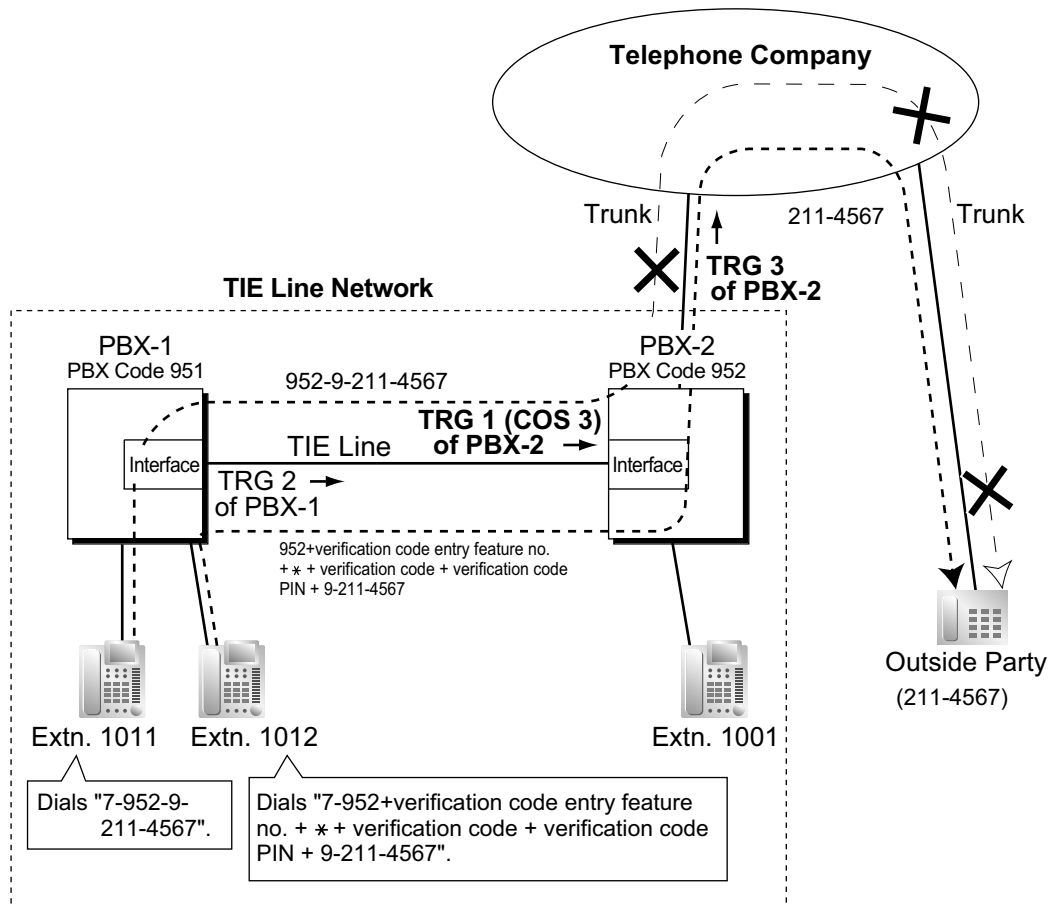 Telephone Company
Trunk
211-4567
Trunk
TRG 3
of PBX-2
TIE Line Network
PBX-1
PBX Code 951
PBX-2
PBX Code 952
952-9-211-4567
TRG 1 (COS 3)
of PBX-2
Interface
TIE Line
Interface
TRG 2
of PBX-1
952+verification code entry feature no.
+ * + verification code + verification code
PIN + 9-211-4567
Outside Party
(211-4567)
Extn. 1011
Extn. 1012
Extn. 1001
Dials "7-952-9-
211-4567".
Dials "7-952+verification code entry feature
no. + * + verification code + verification code
PIN + 9-211-4567".